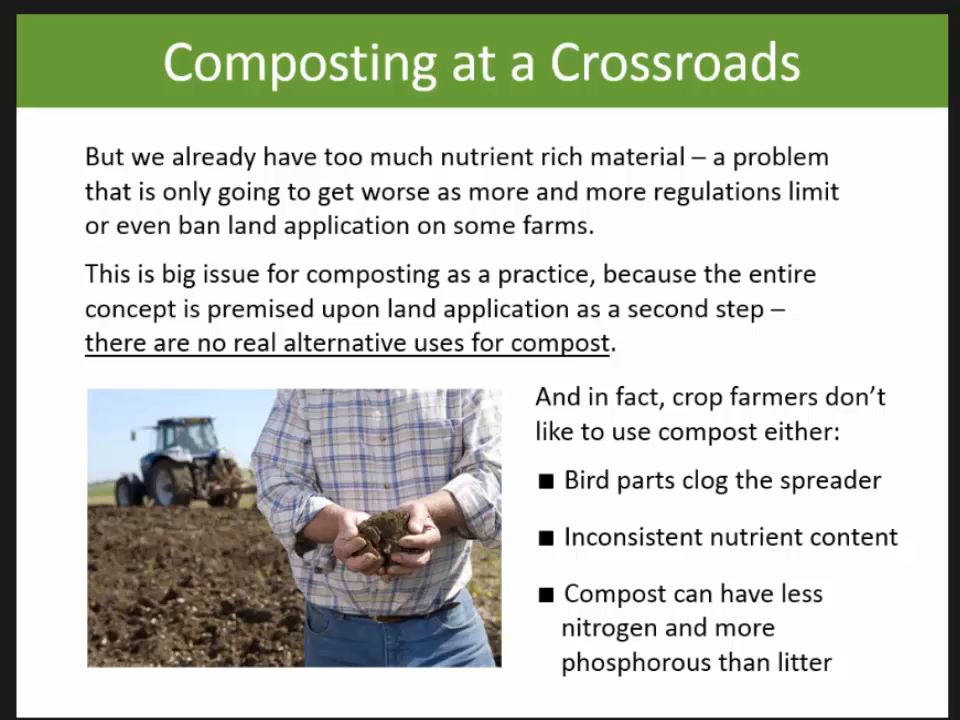 Composting at a Crossroads
But we already have too much nutrient rich material – a problem
that is only going to get worse as more and more regulations limit
or even ban land application on some farms.
This is big issue for composting as a practice, because the entire
concept is premised upon land application as a second step –
there are no real alternative uses for compost.
And in fact, crop farmers don’t
like to use compost either:
■ Bird parts clog the spreader
■ Inconsistent nutrient content
■ Compost can have less
nitrogen and more
phosphorous than litter